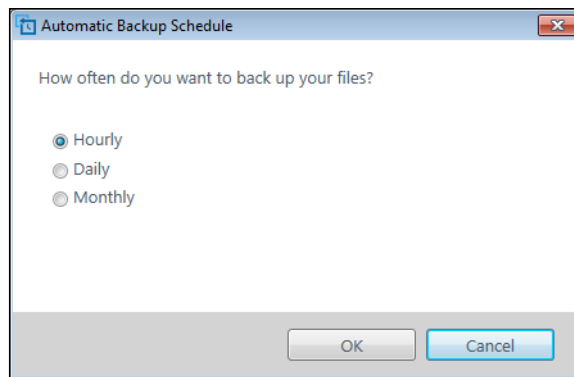 Automatic Backup Schedule
How often do you want to back up your files?
Hourly
Daily
Monthly
OK Cancel